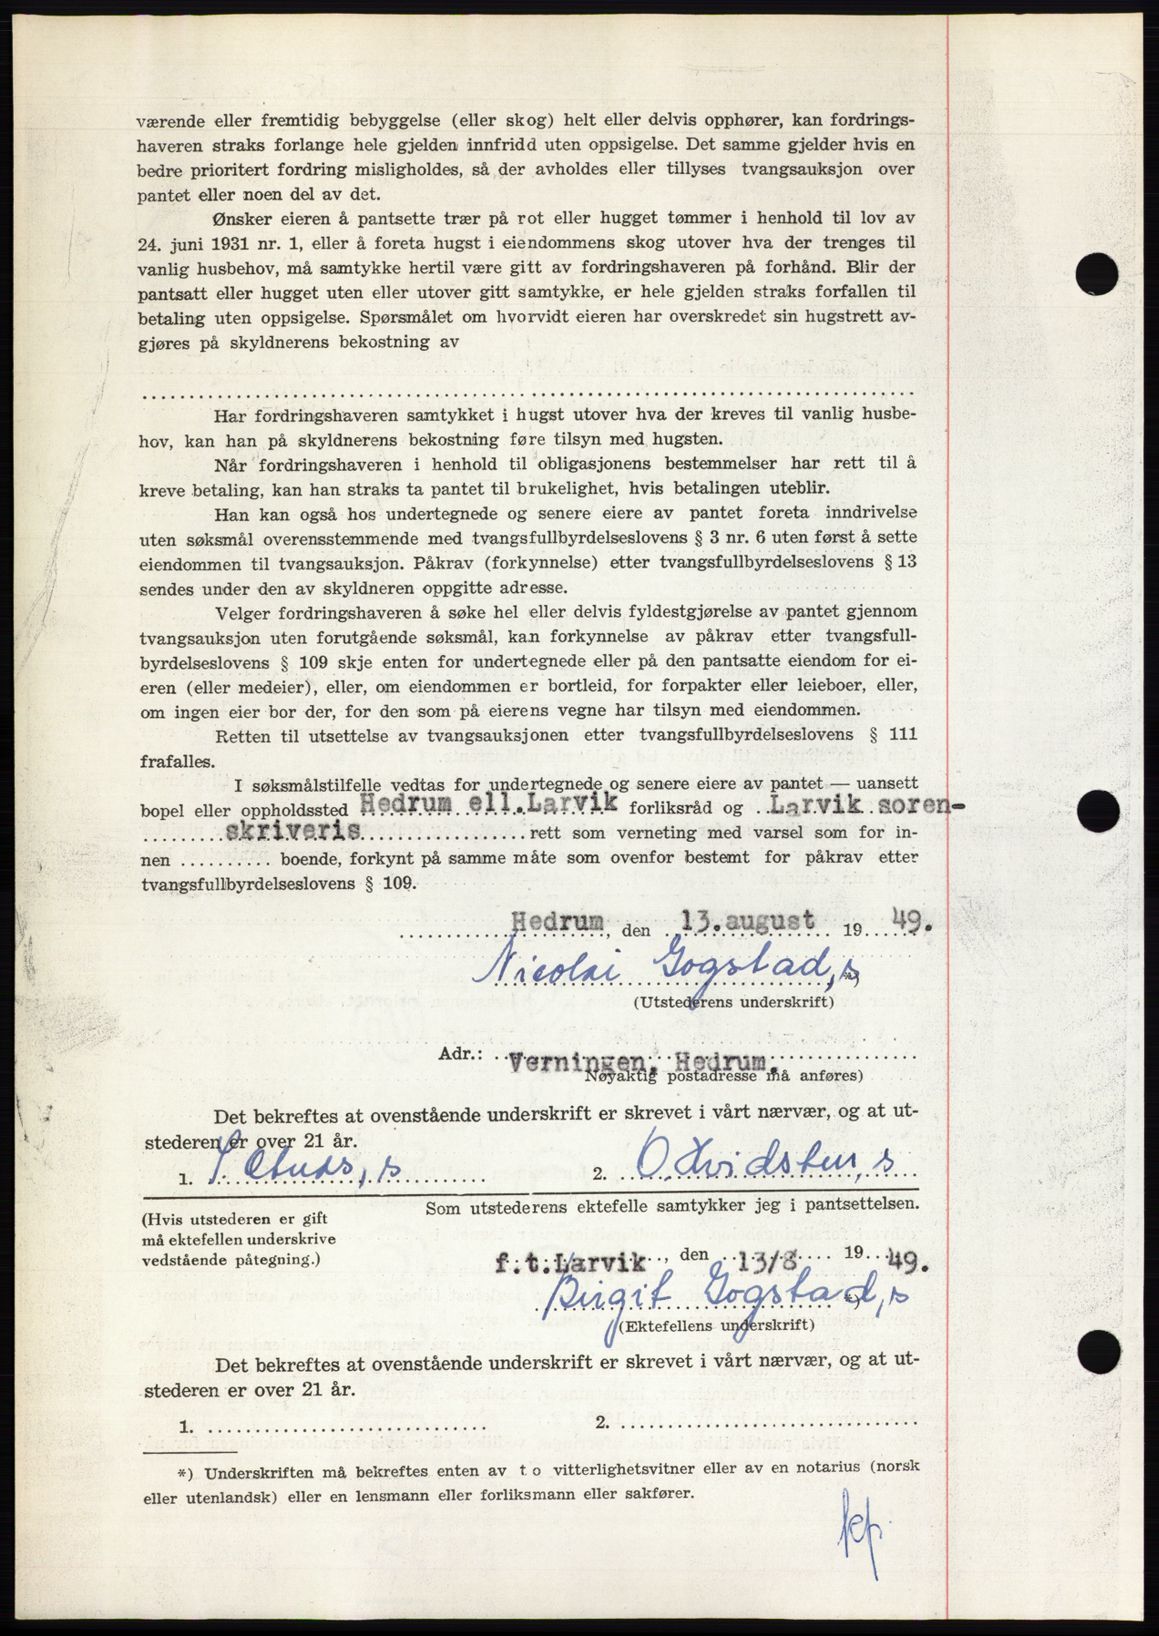 værende eller fremtidig bebyggelse (eller skog) helt eller delvis opphører, kan fordrings-
haveren straks forlange hele gjelden innfridd uten oppsigelse. Det samme gjelder hvis en
bedre prioritert fordring misligholdes, så der avholdes eller tillyses tvangsauksjon over
pantet eller noen del av det.
Ønsker eieren å pantsette trær på rot eller hugget tømmer i henhold til lov av
24. juni 1931 nr. 1, eller å foreta hugst i eiendommens skog utover hva der trenges til
vanlig husbehov, må samtykke hertil være gitt av fordringshaveren på forhånd. Blir der
pantsatt eller hugget uten eller utover gitt samtykke, er hele gjelden straks forfallen til
betaling uten oppsigelse. Spørsmålet om hvorvidt eieren har overskredet sin hugstrett av-
gjøres på skyldnerens bekostning av
Har fordringshaveren samtykket i hugst utover hva der kreves til vanlig husbe-
hov, kan han på skyldnerens bekostning føre tilsyn med hugsten.
Når fordringshaveren i henhold til obligasjonens bestemmelser har rett til å
kreve betaling, kan han straks ta pantet til brukelighet, hvis betalingen uteblir.
Han kan også hos undertegnede og senere eiere av pantet foreta inndrivelse
uten søksmål overensstemmende med tvangsfullbyrdelseslovens § 3 nr. 6 uten først å sette
eiendommen til tvangsauksjon. Påkrav (forkynnelse) etter tvangsfullbyrdelseslovens § 13
sendes under den av skyldneren oppgitte adresse.
Velger fordringshaveren å søke hel eller delvis fyldestgjørelse av pantet gjennom
tvangsauksjon uten forutgående søksmål, kan forkynnelse av påkrav etter tvangsfull-
byrdelseslovens § 109 skje enten for undertegnede eller på den pantsatte eiendom for ei-
eren (eller medeier), eller, om eiendommen er bortleid, for forpakter eller leieboer, eller,
om ingen eier bor der, for den som på eierens vegne har tilsyn med eiendommen.
Retten til utsettelse av tvangsauksjonen etter tvangsfullbyrdelseslovens § 111
frafalles.
I søksmålstilfelle vedtas for undertegnede og senere eiere av pantet — uansett
bopel eller oppholdssted Hedrum ell.Larvik forliksråd og Larvik soren-
skriveris rett som verneting med varsel som for in-
nen .......... boende, forkynt på samme måte som ovenfor bestemt for påkrav etter
tvangsfullbyrdelseslovens § 109.
Hedrum, den 13.august 19 49.
Nicolai Gogstad, s *)
(Utstederens underskrift)
Adr.: Verningen, Hedrum.
Nøyaktig postadresse må anføres)
Det bekreftes at ovenstående underskrift er skrevet i vårt nærvær, og at ut-
stederen er over 21 år.
1. S. , s 2. O. Hvidsten, s
Som utstederens ektefelle samtykker jeg i pantsettelsen.
(Hvis utstederen er gift
må ektefellen underskrive
vedstående påtegning.)
f.t.Larvik, den 13/8 19 49.
Birgit Gogstad, s *)
(Ektefellens underskrift)
Det bekreftes at ovenstående underskrift er skrevet i vårt nærvær, og at ut-
stederen er over 21 år.
1. .............................. 2. ..............................
*) Underskriften må bekreftes enten av t o vitterlighetsvitner eller av en notarius (norsk
eller utenlandsk) eller en lensmann eller forliksmann eller sakfører.
kp.